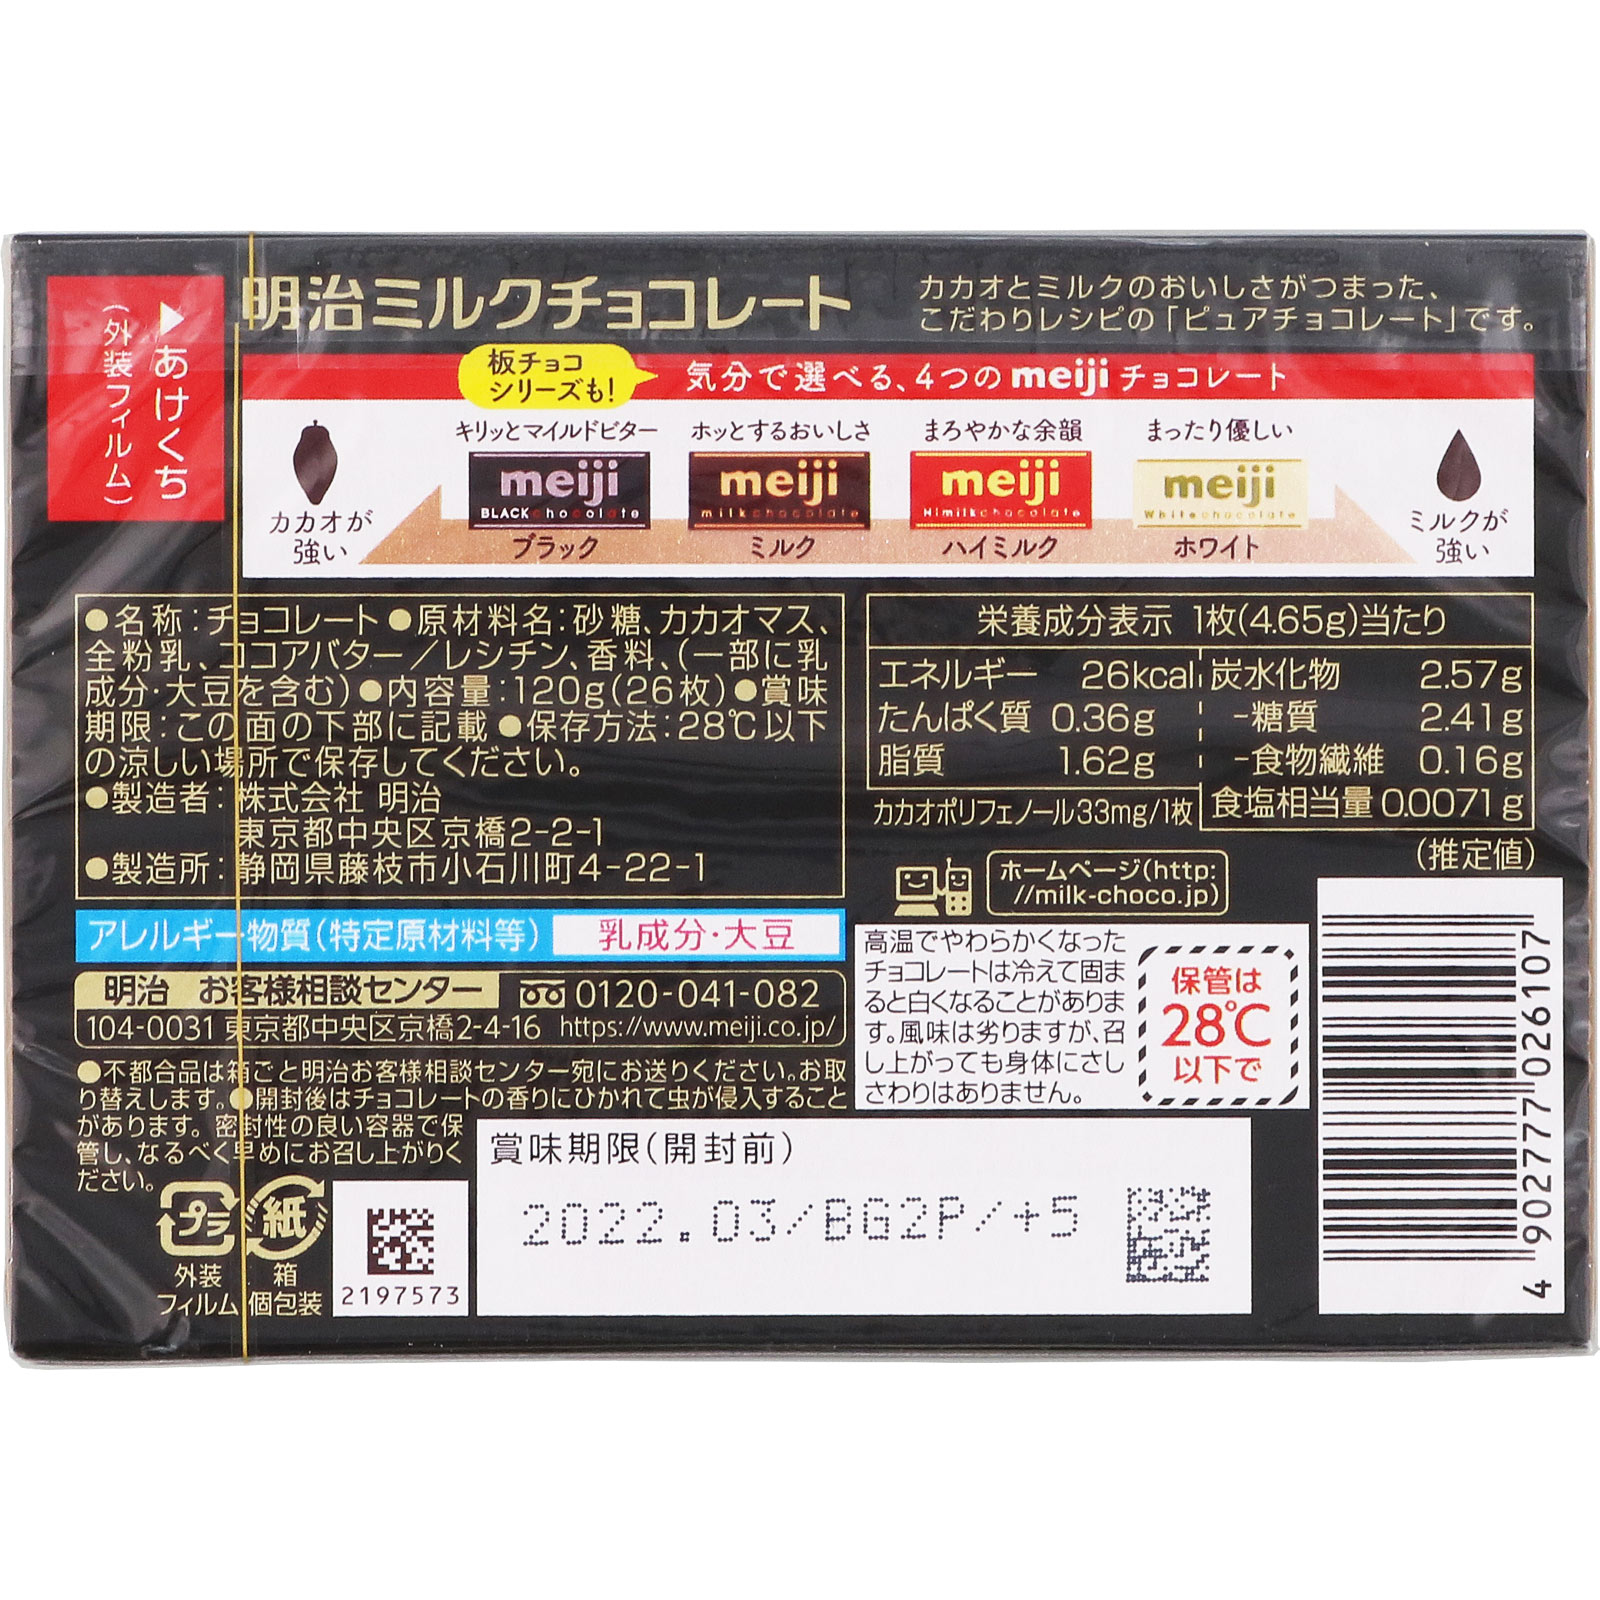 ▶あけくち
(外装フィルム)
明治ミルクチョコレート
カカオとミルクのおいしさがつまった、
こだわりレシピの「ピュアチョコレート」です。
板チョコ
シリーズも!
気分で選べる、4つのmeijiチョコレート
カカオが
強い
キリッとマイルドビター
meiji
BLACKchocolate
ブラック
ホッとするおいしさ
meiji
milkchocolate
ミルク
まろやかな余韻
meiji
Himilkchocolate
ハイミルク
まったり優しい
meiji
Whitechocolate
ホワイト
ミルクが
強い
●名称:チョコレート●原材料名:砂糖、カカオマス、
全粉乳、ココアバター/レシチン、香料、(一部に乳
成分・大豆を含む)●内容量:120g(26枚)●賞味
期限:この面の下部に記載●保存方法:28℃以下
の涼しい場所で保存してください。
●製造者:株式会社 明治
東京都中央区京橋2-2-1
●製造所:静岡県藤枝市小石川町4-22-1
アレルギー物質(特定原材料等) 乳成分・大豆
明治 お客様相談センター 0120-041-082
104-0031 東京都中央区京橋2-4-16 https://www.meiji.co.jp/
●不都合品は箱ごと明治お客様相談センター宛にお送りください。お取
り替えします。●開封後はチョコレートの香りにひかれて虫が侵入すること
があります。密封性の良い容器で保
管し、なるべく早めにお召し上がりく
ださい。
プラ
外装
フィルム
紙
箱
個包装
2197573
栄養成分表示 1枚(4.65g)当たり
エネルギー 26kcal
たんぱく質 0.36g
脂質 1.62g
炭水化物 2.57g
-糖質 2.41g
-食物繊維 0.16g
食塩相当量 0.0071g
カカオポリフェノール33mg/1枚
(推定値)
ホームページ(http:
//milk-choco.jp)
高温でやわらかくなった
チョコレートは冷えて固ま
ると白くなることがありま
す。風味は劣りますが、召
し上がっても身体にさし
さわりはありません。
保管は
28℃
以下で
賞味期限(開封前)
2022.03/BG2P/+5
4 902777 026107